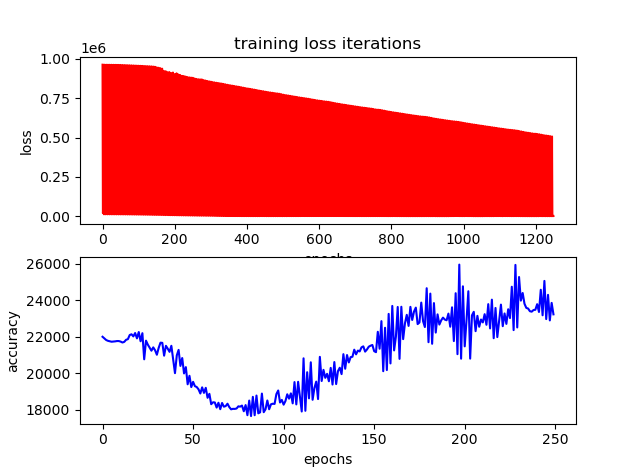 training loss iterations
1e6
1.00
0.75
0.50
0.25
0.00
loss
0 200 400 600 800 1000 1200
epochs
26000
24000
22000
20000
18000
accuracy
0 50 100 150 200 250
epochs